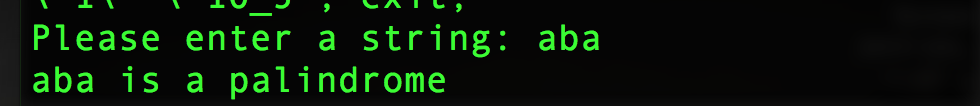 Please enter a string: aba
aba is a palindrome